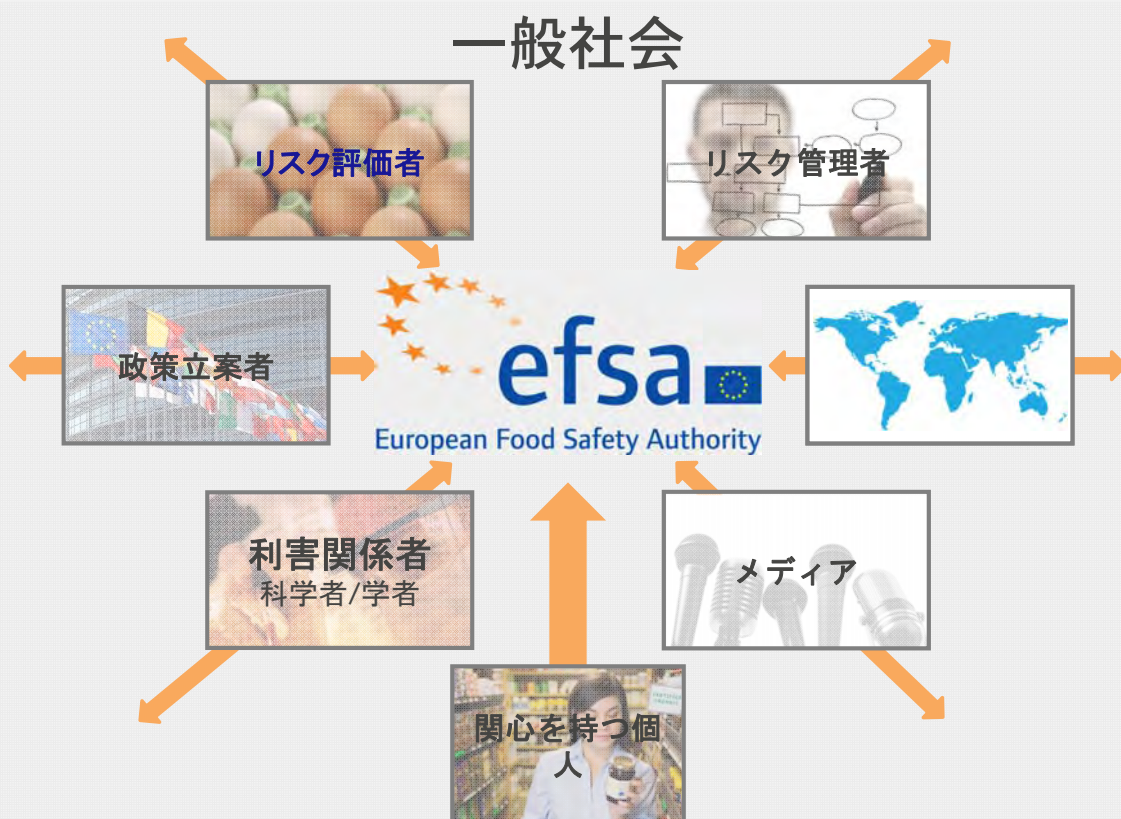 一般社会
リスク評価者
リスク管理者
政策立案者
efsa
European Food Safety Authority
利害関係者
科学者/学者
メディア
関心を持つ個
人